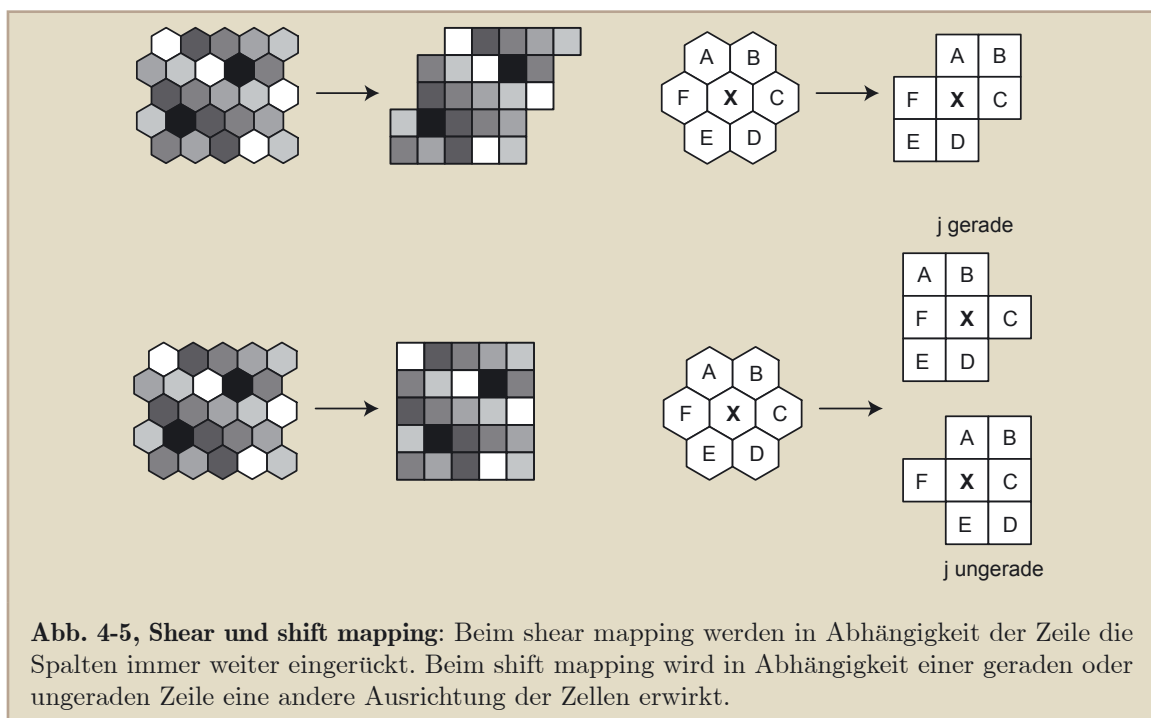 A B
F X C
E D
A B
F X C
E D
j gerade
A B
F X C
E D
A B
F X C
E D
A B
F X C
E D
j ungerade
Abb. 4-5, Shear und shift mapping: Beim shear mapping werden in Abhängigkeit der Zeile die
Spalten immer weiter eingerückt. Beim shift mapping wird in Abhängigkeit einer geraden oder
ungeraden Zeile eine andere Ausrichtung der Zellen erwirkt.